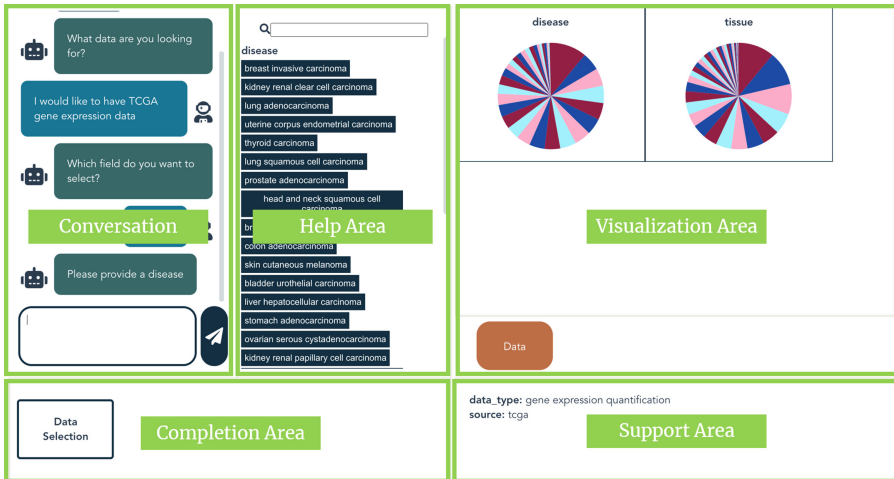 What data are you looking
for?
I would like to have TCGA
gene expression data
Which field do you want to
select?
Conversation
Please provide a disease
disease
breast invasive carcinoma
kidney renal clear cell carcinoma
lung adenocarcinoma
uterine corpus endometrial carcinoma
thyroid carcinoma
lung squamous cell carcinoma
prostate adenocarcinoma
head and neck squamous cell
carcinoma
Help Area
colon adenocarcinoma
skin cutaneous melanoma
bladder urothelial carcinoma
liver hepatocellular carcinoma
stomach adenocarcinoma
ovarian serous cystadenocarcinoma
kidney renal papillary cell carcinoma
disease
tissue
Visualization Area
Data
Data
Selection
Completion Area
data_type: gene expression quantification
source: tcga
Support Area